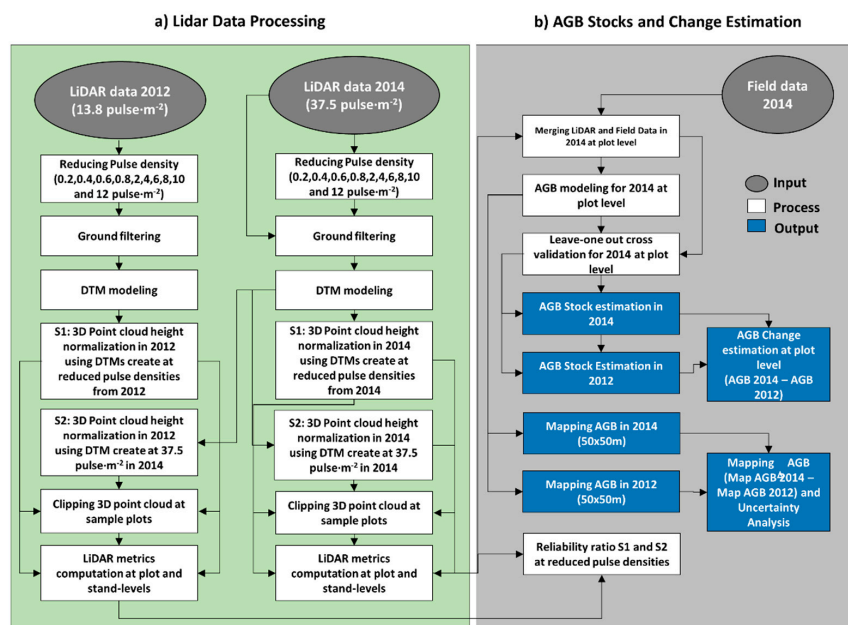 a) Lidar Data Processing
LiDAR data 2012
(13.8 pulse·m⁻²)
Reducing Pulse density
(0.2,0.4,0.6,0.8,2,4,6,8,10
and 12 pulse·m⁻²)
Ground filtering
DTM modeling
S1: 3D Point cloud height
normalization in 2012
using DTMs create at
reduced pulse densities
from 2012
S2: 3D Point cloud height
normalization in 2012
using DTM create at 37.5
pulse·m⁻² in 2014
Clipping 3D point cloud at
sample plots
LiDAR metrics
computation at plot and
stand-levels
LiDAR data 2014
(37.5 pulse·m⁻²)
Reducing Pulse density
(0.2,0.4,0.6,0.8,2,4,6,8,10
and 12 pulse·m⁻²)
Ground filtering
DTM modeling
S1: 3D Point cloud height
normalization in 2014
using DTMs create at
reduced pulse densities
from 2014
S2: 3D Point cloud height
normalization in 2014
using DTM create at 37.5
pulse·m⁻² in 2014
Clipping 3D point cloud at
sample plots
LiDAR metrics
computation at plot and
stand-levels
b) AGB Stocks and Change Estimation
Field data
2014
Merging LiDAR and Field Data in
2014 at plot level
AGB modeling for 2014 at
plot level
Leave-one out cross
validation for 2014 at plot
level
AGB Stock estimation in
2014
AGB Stock Estimation in
2012
AGB Change
estimation at plot
level
(AGB 2014 – AGB
2012)
Mapping AGB in 2014
(50x50m)
Mapping AGB in 2012
(50x50m)
Mapping AGB
(Map AGB 2014 –
Map AGB 2012) and
Uncertainty
Analysis
Reliability ratio S1 and S2
at reduced pulse densities
Input
Process
Output